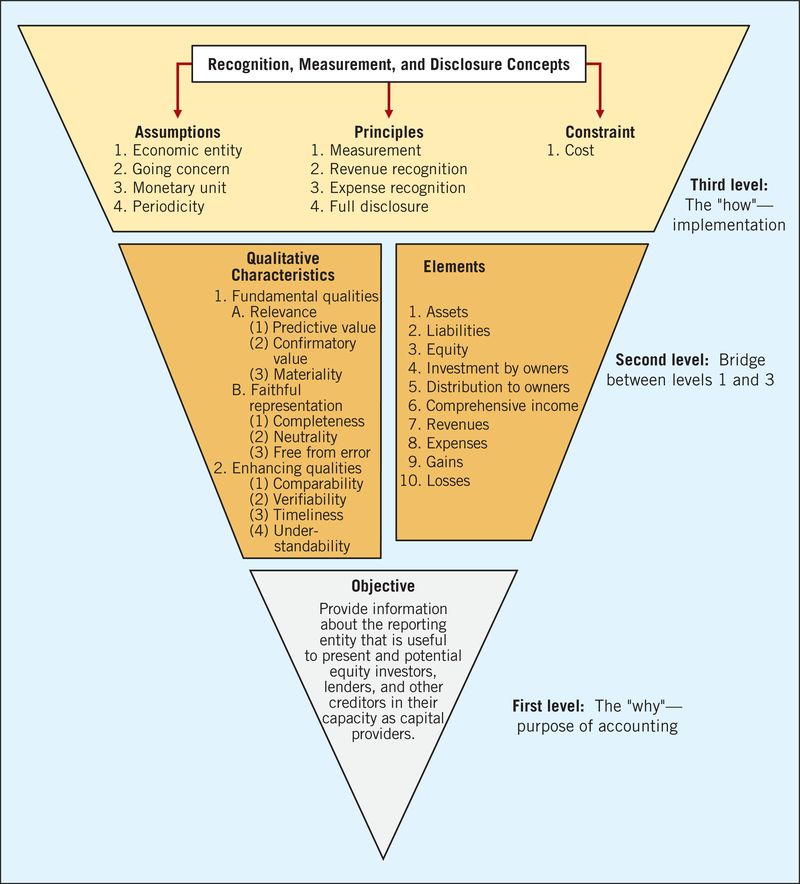 Recognition, Measurement, and Disclosure Concepts
Assumptions
1. Economic entity
2. Going concern
3. Monetary unit
4. Periodicity
Principles
1. Measurement
2. Revenue recognition
3. Expense recognition
4. Full disclosure
Constraint
1. Cost
Third level:
The "how"—
implementation
Qualitative
Characteristics
1. Fundamental qualities
A. Relevance
(1) Predictive value
(2) Confirmatory
value
(3) Materiality
B. Faithful
representation
(1) Completeness
(2) Neutrality
(3) Free from error
2. Enhancing qualities
(1) Comparability
(2) Verifiability
(3) Timeliness
(4) Under-
standability
Elements
1. Assets
2. Liabilities
3. Equity
4. Investment by owners
5. Distribution to owners
6. Comprehensive income
7. Revenues
8. Expenses
9. Gains
10. Losses
Second level: Bridge
between levels 1 and 3
Objective
Provide information
about the reporting
entity that is useful
to present and potential
equity investors,
lenders, and other
creditors in their
capacity as capital
providers.
First level: The "why"—
purpose of accounting